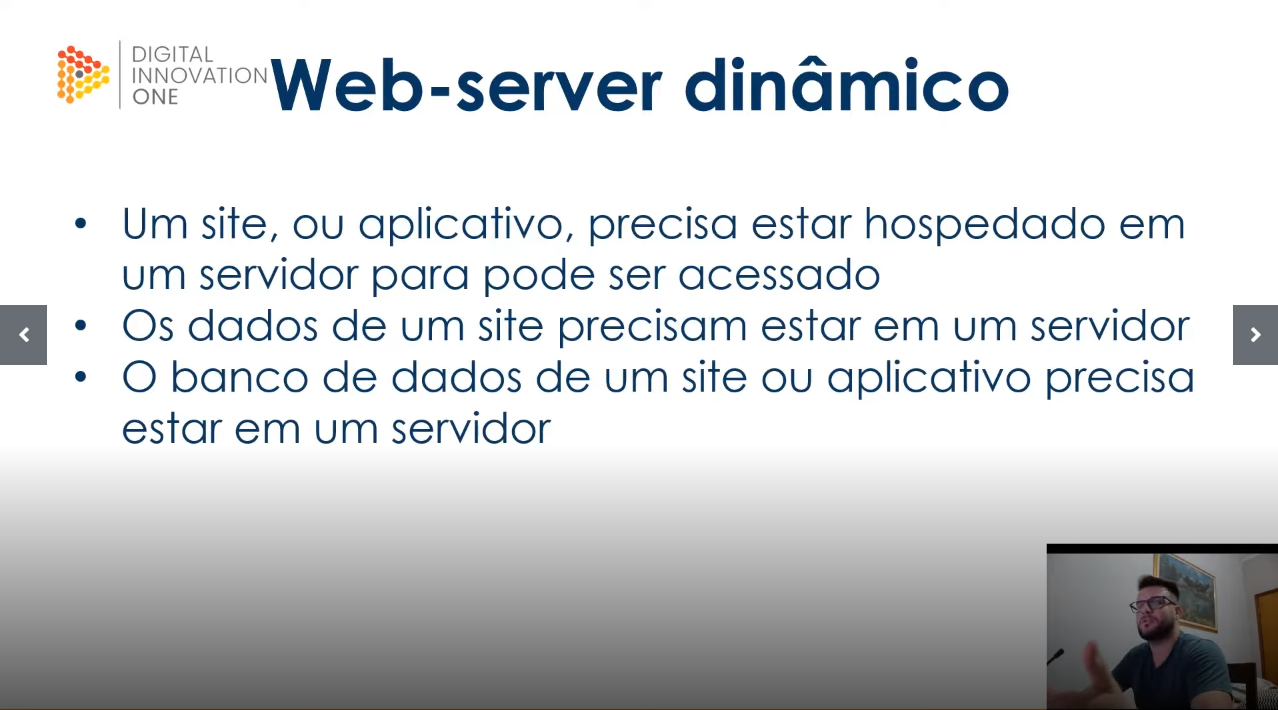 DIGITAL
INNOVATION
ONE
Web-server dinâmico
• Um site, ou aplicativo, precisa estar hospedado em
um servidor para pode ser acessado
• Os dados de um site precisam estar em um servidor
• O banco de dados de um site ou aplicativo precisa
estar em um servidor